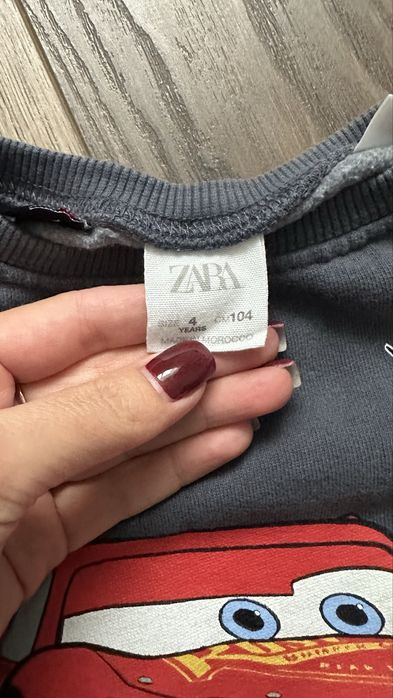 ZARA
SIZE 4 CM 104
YEARS
MADE IN MOROCCO